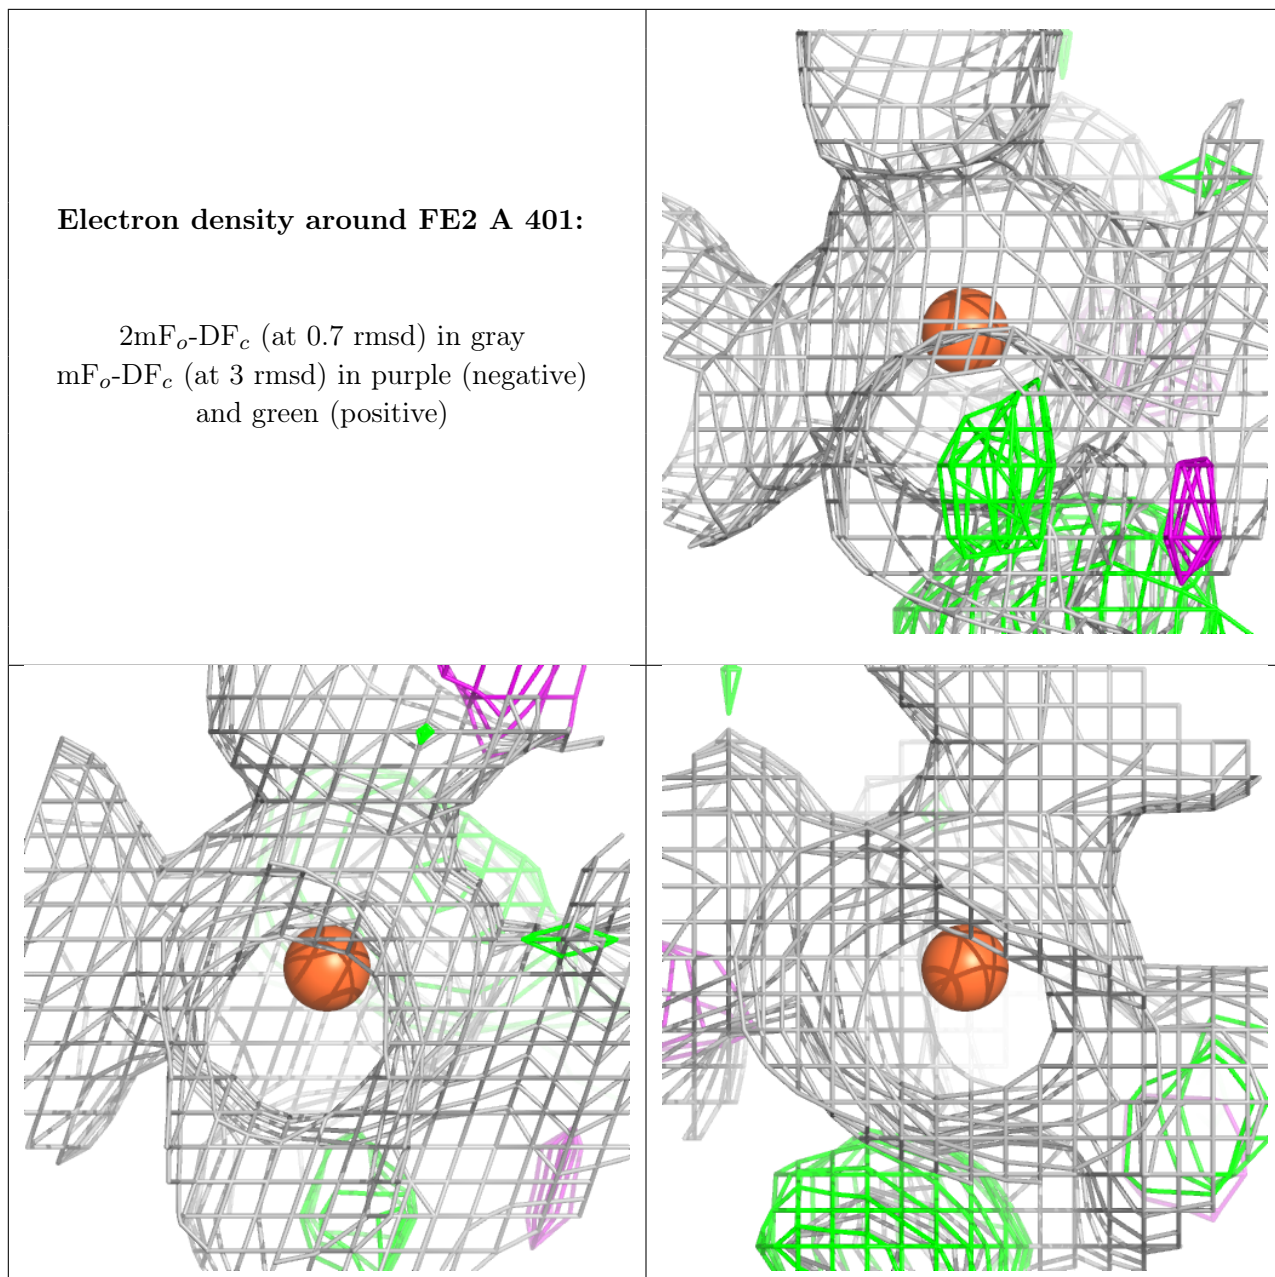 Electron density around FE2 A 401:
2mFₒ-DF𝒸 (at 0.7 rmsd) in gray
mFₒ-DF𝒸 (at 3 rmsd) in purple (negative)
and green (positive)